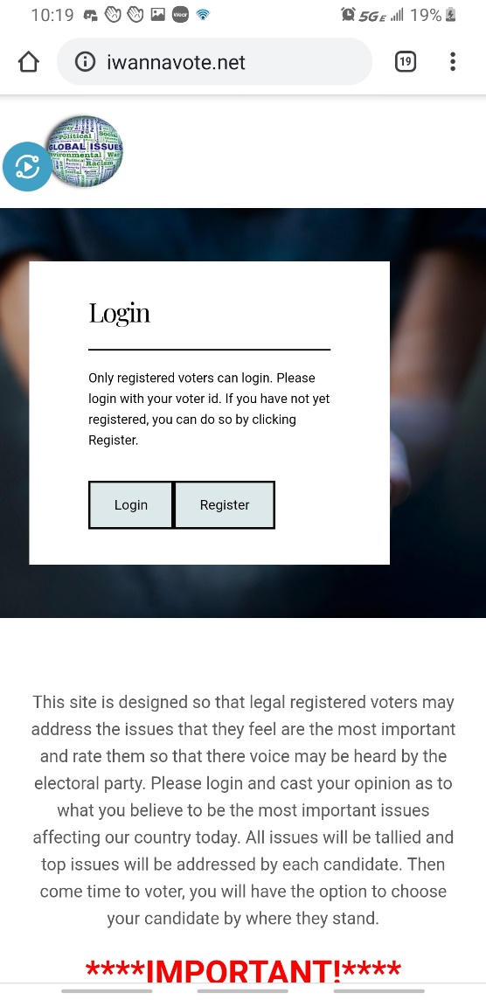 10:19 Wear 5GE 19%
iwannavote.net 19
Political
GLOBAL ISSUES
Racism
Login
Only registered voters can login. Please
login with your voter id. If you have not yet
registered, you can do so by clicking
Register.
Login Register
This site is designed so that legal registered voters may
address the issues that they feel are the most important
and rate them so that there voice may be heard by the
electoral party. Please login and cast your opinion as to
what you believe to be the most important issues
affecting our country today. All issues will be tallied and
top issues will be addressed by each candidate. Then
come time to voter, you will have the option to choose
your candidate by where they stand.
****IMPORTANT!****